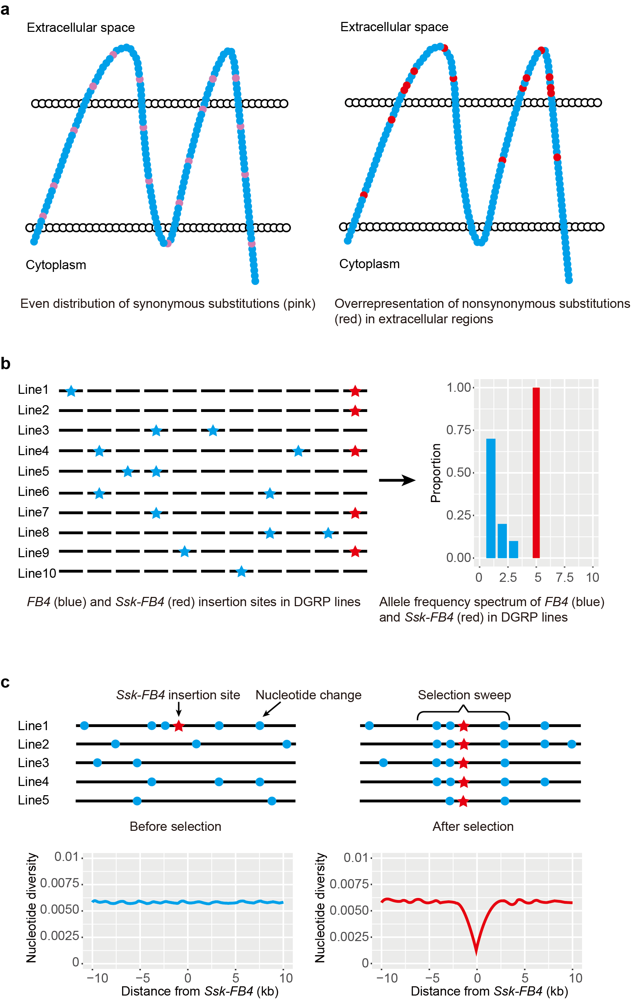 a
Extracellular space
Extracellular space
Cytoplasm
Cytoplasm
Even distribution of synonymous substitutions (pink)
Overrepresentation of nonsynonymous substitutions
(red) in extracellular regions
b
Line1
Line2
Line3
Line4
Line5
Line6
Line7
Line8
Line9
Line10
FB4 (blue) and Ssk-FB4 (red) insertion sites in DGRP lines
Proportion
1.00
0.75
0.50
0.25
0.00
0 2.5 5 7.5 10
Allele frequency spectrum of FB4 (blue)
and Ssk-FB4 (red) in DGRP lines
c
Ssk-FB4 insertion site
Nucleotide change
Selection sweep
Line1
Line2
Line3
Line4
Line5
Before selection
After selection
Nucleotide diversity
0.01
0.0075
0.0050
0.0025
0
−10 −5 0 5 10
Distance from Ssk-FB4 (kb)
Nucleotide diversity
0.01
0.0075
0.0050
0.0025
0
−10 −5 0 5 10
Distance from Ssk-FB4 (kb)